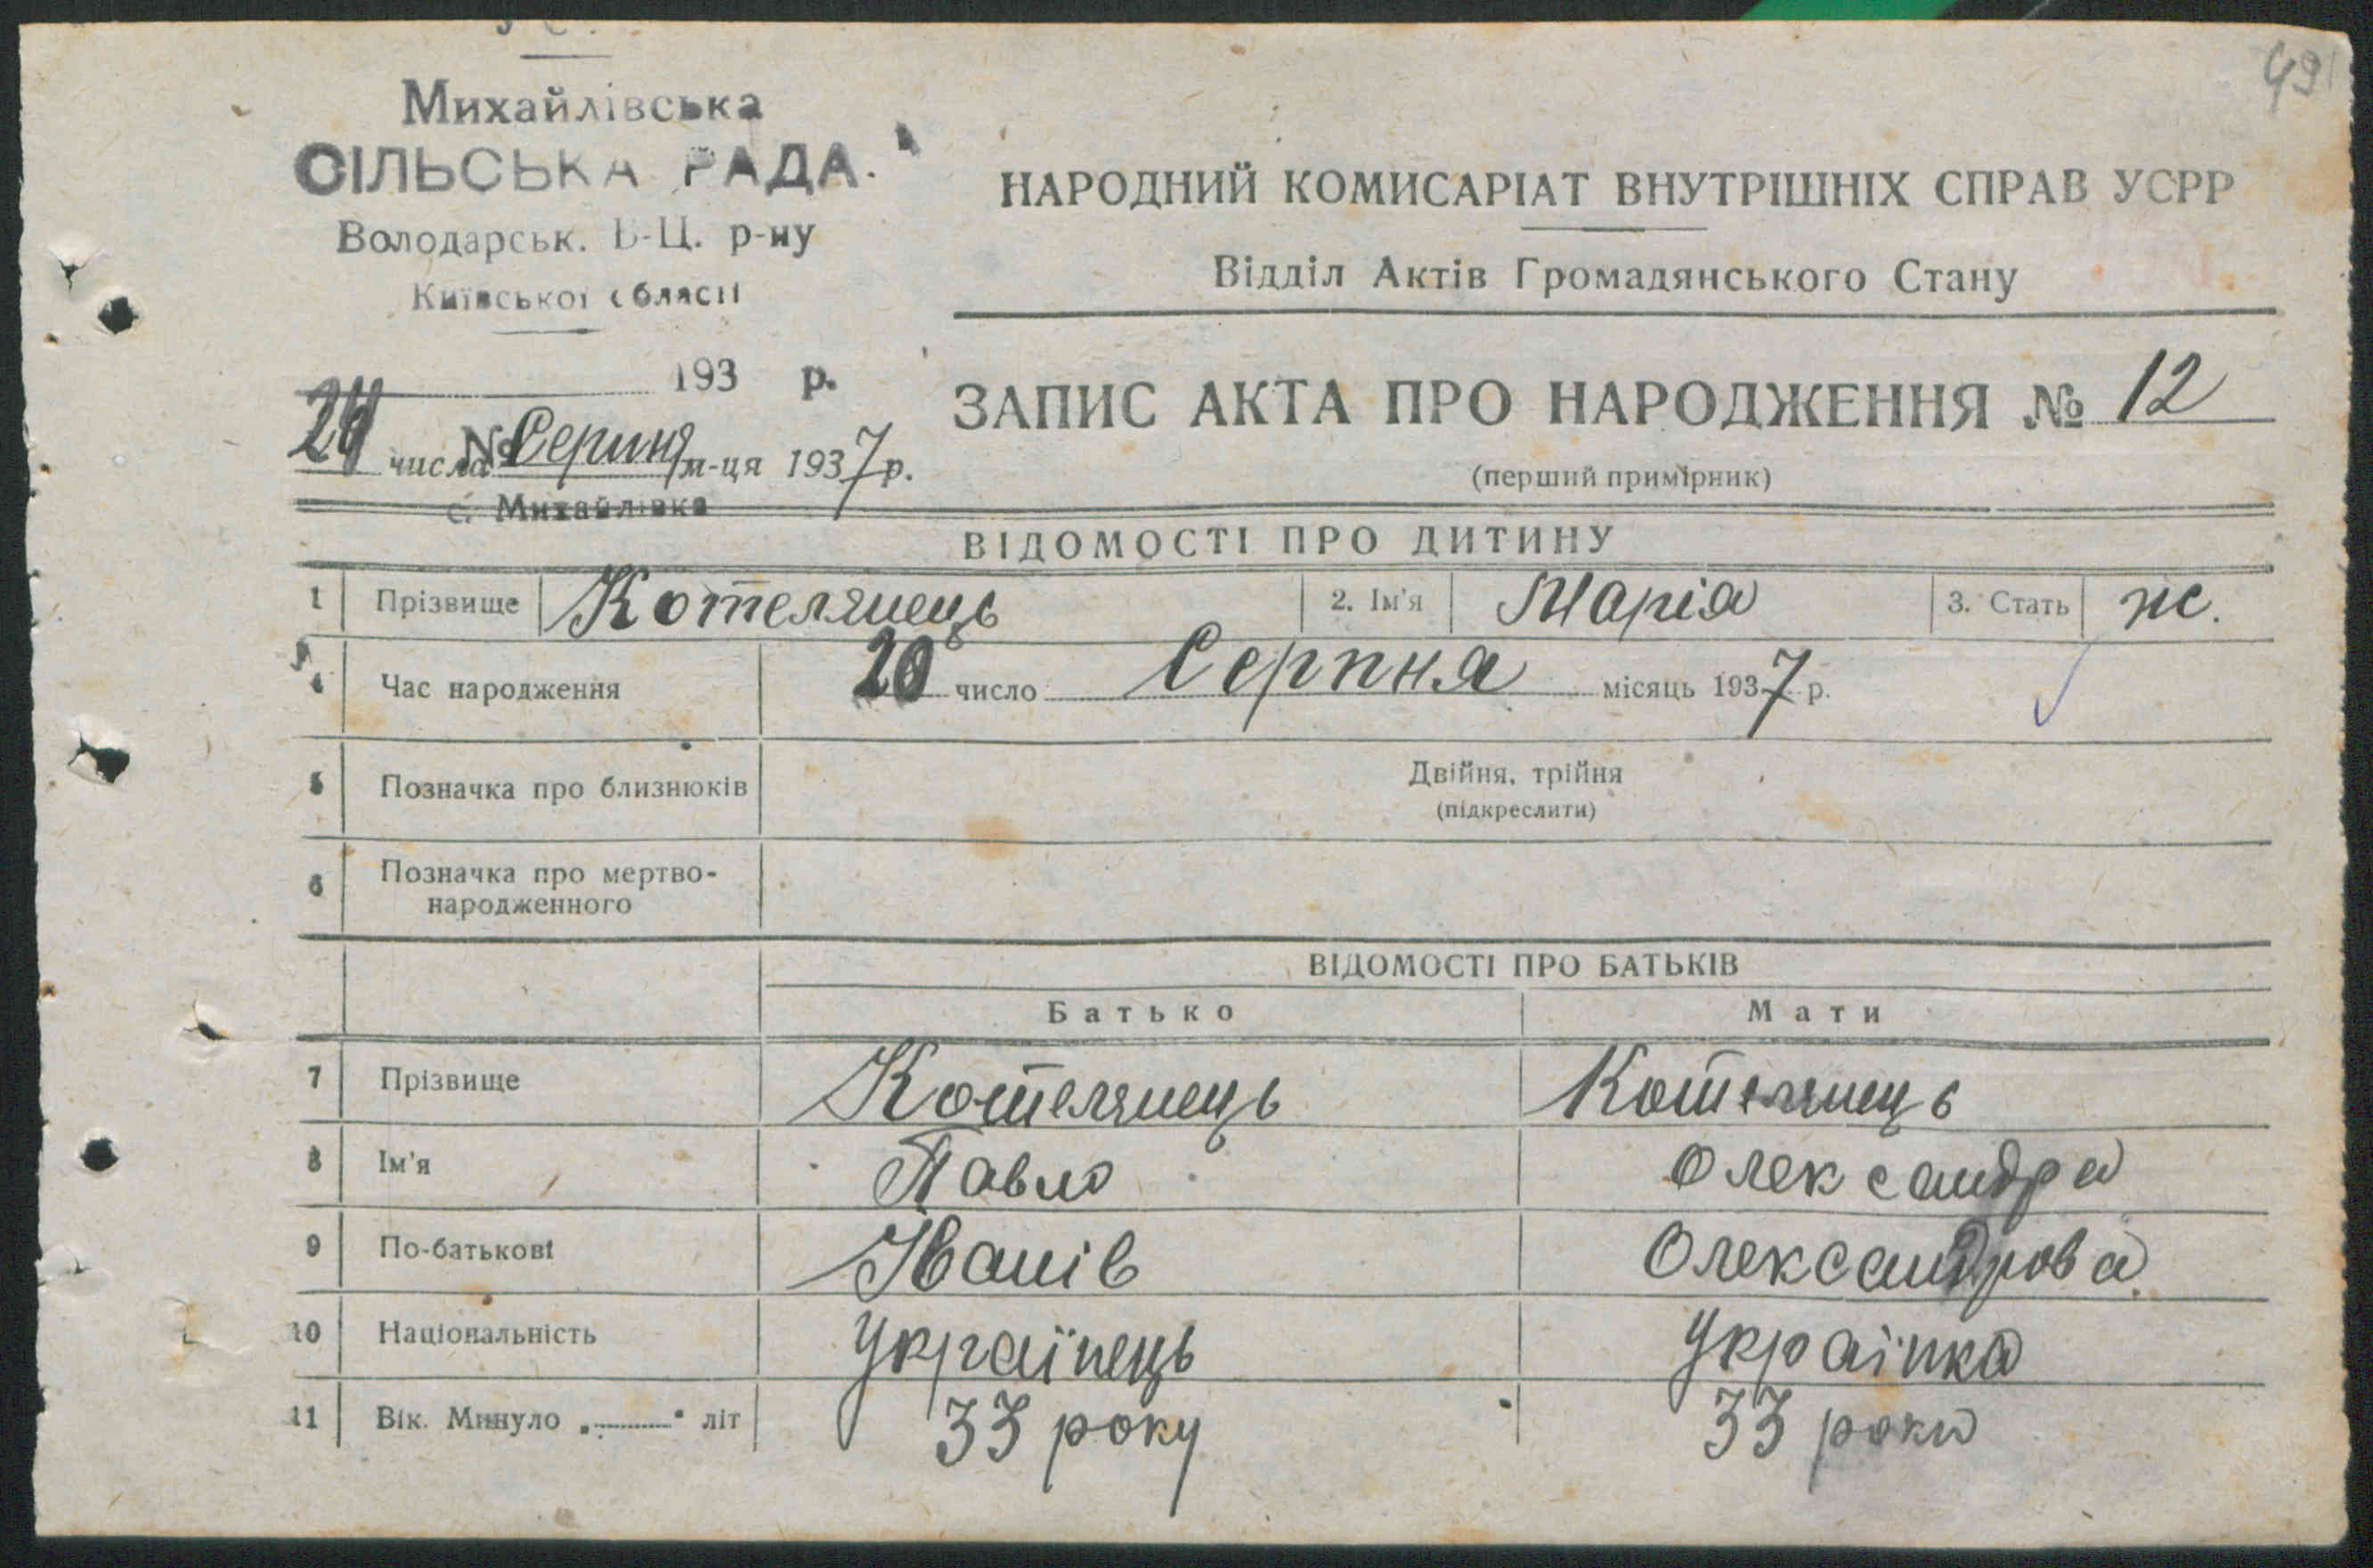 49
Михайлівська
СІЛЬСЬКА РАДА.
Володарськ. Б-Ц. р-ну
Київської області
193 р.
№
с. Михайлівка
НАРОДНИЙ КОМИСАРІАТ ВНУТРІШНІХ СПРАВ УСРР
Відділ Актів Громадянського Стану
ЗАПИС АКТА ПРО НАРОДЖЕННЯ № 12
(перший примірник)
24 числа Серпня м-ця 1937 р.
ВІДОМОСТІ ПРО ДИТИНУ
1 Прізвище Котелянець 2. Ім'я Марія 3. Стать ж.
4 Час народження 20 число Серпня місяць 1937 р.
5 Позначка про близнюків Двійня, трійня
(підкреслити)
6 Позначка про мертво-
народженного
ВІДОМОСТІ ПРО БАТЬКІВ
Батько Мати
7 Прізвище Котелянець Котелянець
8 Ім'я Павло Олександра
9 По-батькові Іванів Олександрова
10 Національність Українець Українка
11 Вік. Минуло „ “ літ 33 року 33 роки